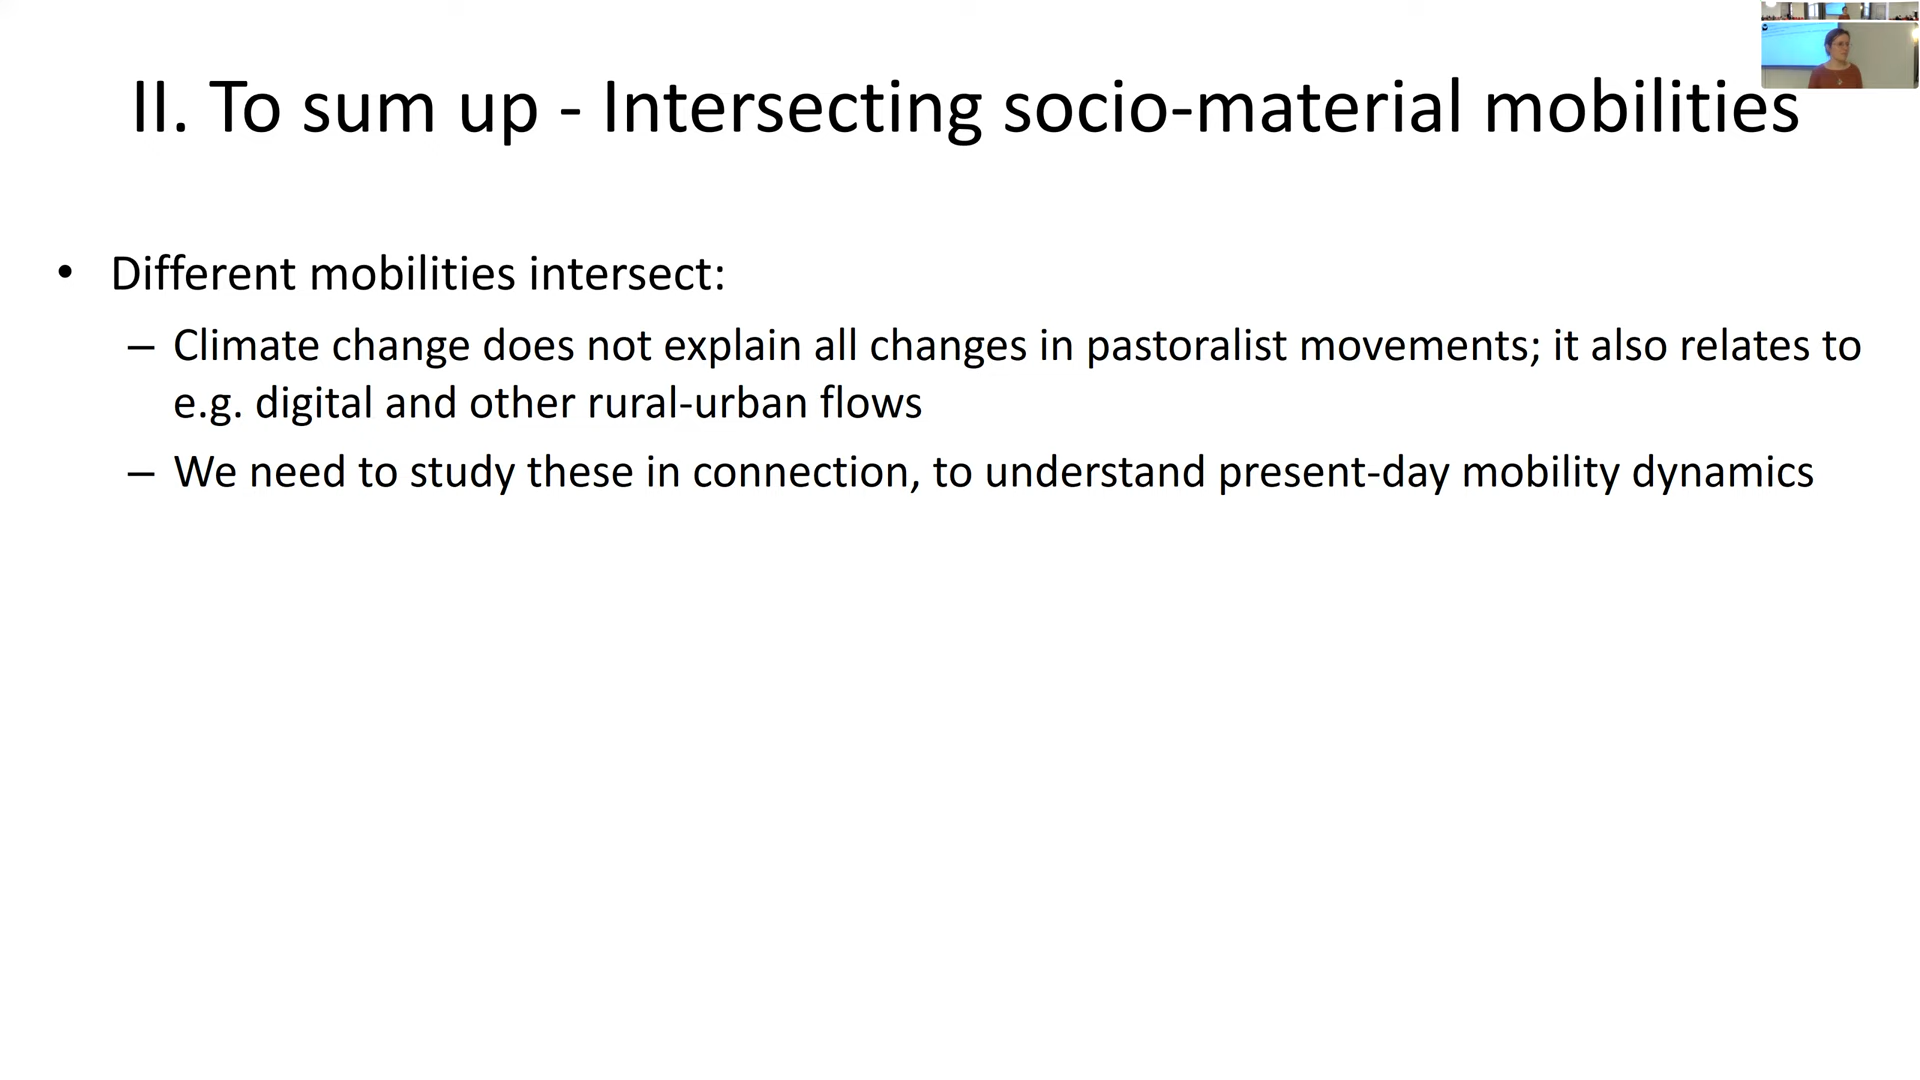 II. To sum up - Intersecting socio-material mobilities
• Different mobilities intersect:
– Climate change does not explain all changes in pastoralist movements; it also relates to
e.g. digital and other rural-urban flows
– We need to study these in connection, to understand present-day mobility dynamics